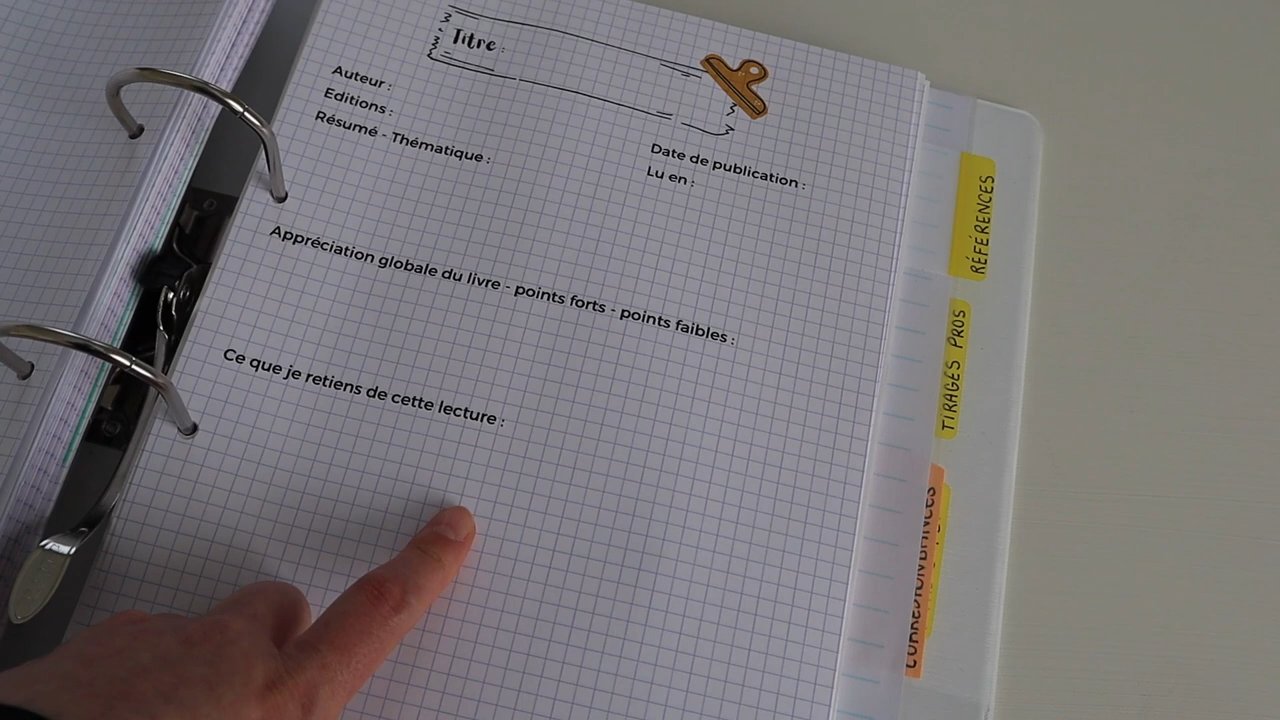 Titre :
Auteur :
Editions :
Résumé - Thématique :
Date de publication :
Lu en :
Appréciation globale du livre - points forts - points faibles :
Ce que je retiens de cette lecture :
RÉFÉRENCES
TIRAGES PROS